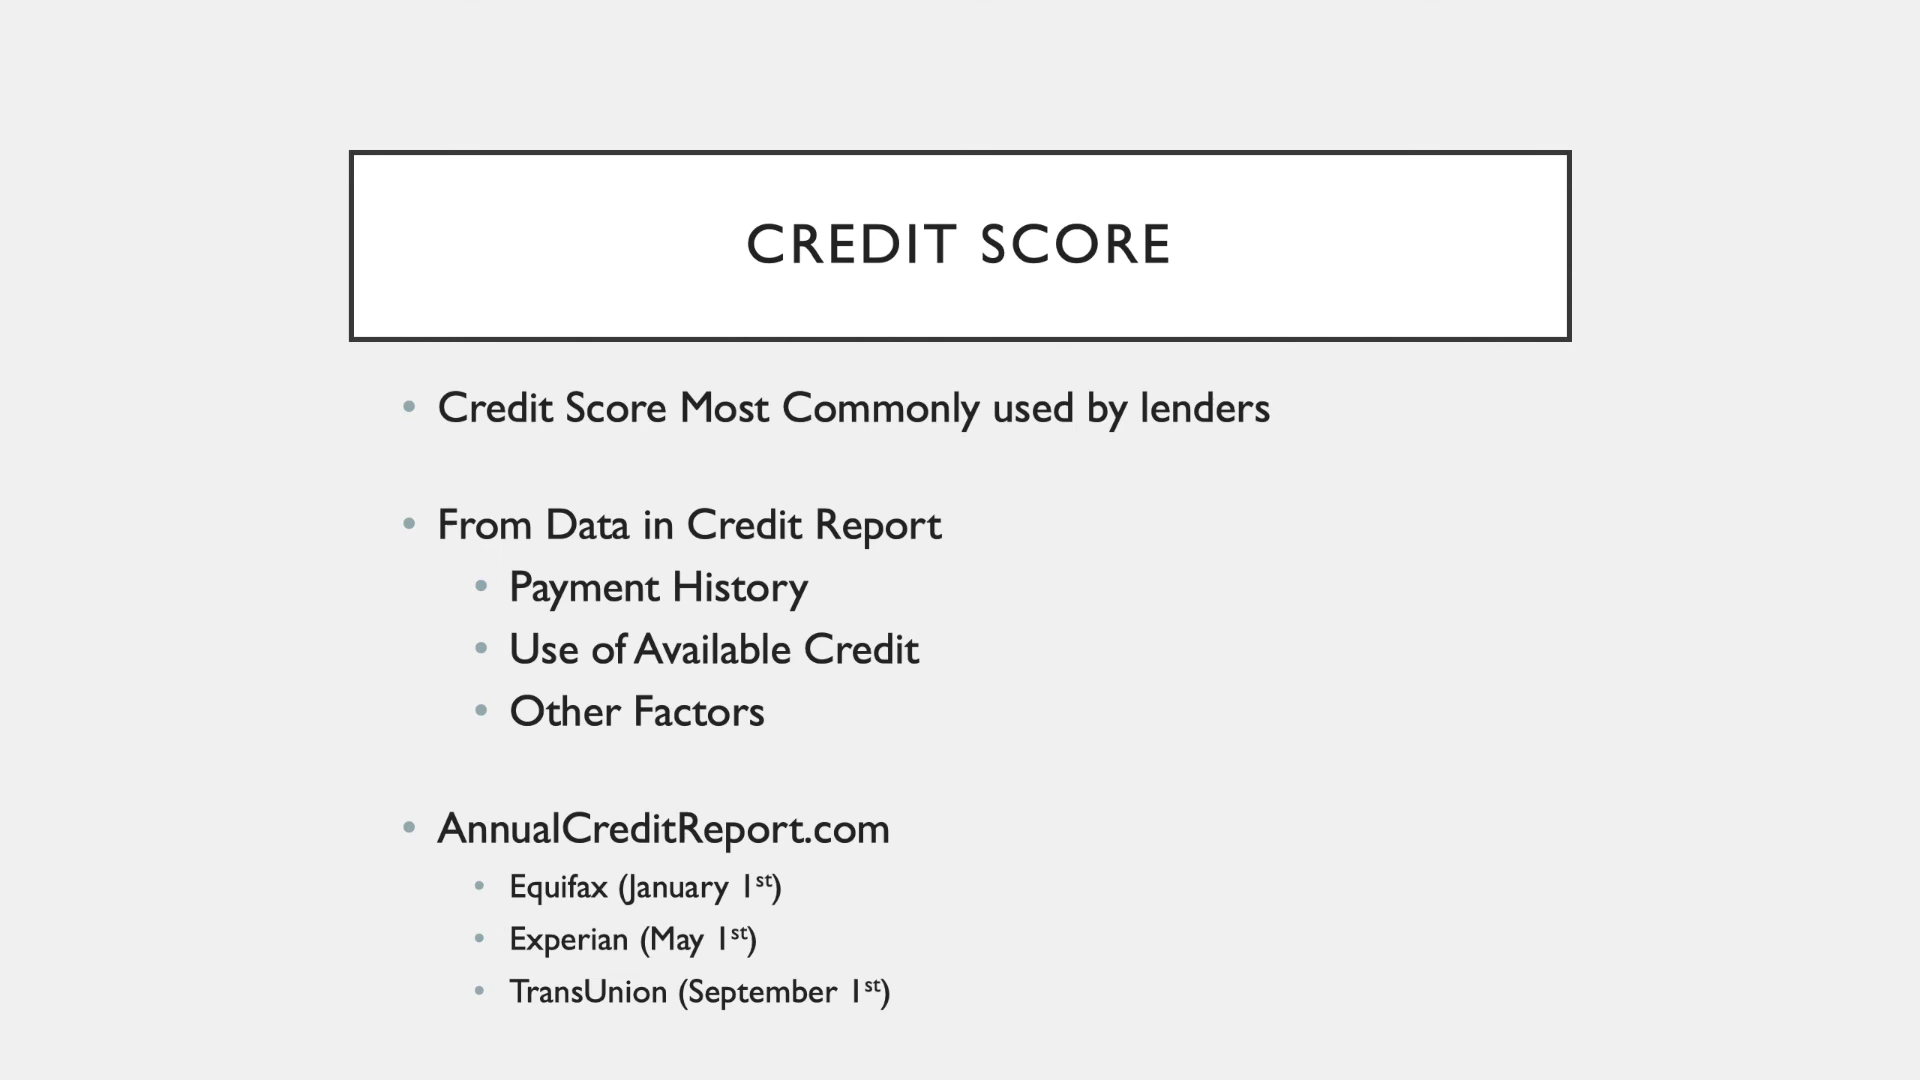 CREDIT SCORE
• Credit Score Most Commonly used by lenders
• From Data in Credit Report
• Payment History
• Use of Available Credit
• Other Factors
• AnnualCreditReport.com
• Equifax (January 1st)
• Experian (May 1st)
• TransUnion (September 1st)